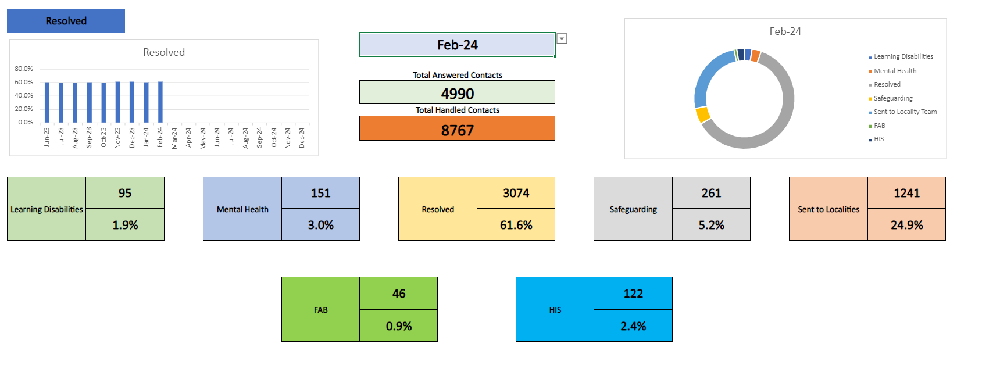 Resolved
Resolved
80.0%
60.0%
40.0%
20.0%
0.0%
Jun-23
Jul-23
Aug-23
Sep-23
Oct-23
Nov-23
Dec-23
Jan-24
Feb-24
Mar-24
Apr-24
May-24
Jun-24
Jul-24
Aug-24
Sep-24
Oct-24
Nov-24
Dec-24
Feb-24
Total Answered Contacts
4990
Total Handled Contacts
8767
Feb-24
Learning Disabilities
Mental Health
Resolved
Safeguarding
Sent to Locality Team
FAB
HIS
Learning Disabilities
95
1.9%
Mental Health
151
3.0%
Resolved
3074
61.6%
Safeguarding
261
5.2%
Sent to Localities
1241
24.9%
FAB
46
0.9%
HIS
122
2.4%